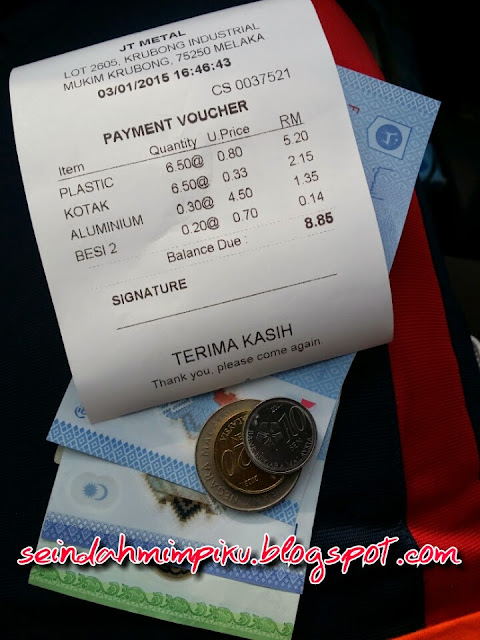 JT METAL
LOT 2605, KRUBONG INDUSTRIAL
MUKIM KRUBONG, 75250 MELAKA
03/01/2015 16:46:43
CS 0037521
PAYMENT VOUCHER
Item Quantity U.Price RM
PLASTIC 6.50@ 0.80 5.20
KOTAK 6.50@ 0.33 2.15
ALUMINIUM 0.30@ 4.50 1.35
BESI 2 0.20@ 0.70 0.14
Balance Due : 8.85
SIGNATURE
TERIMA KASIH
Thank you, please come again.
10
20
seindahmimpiku.blogspot.com